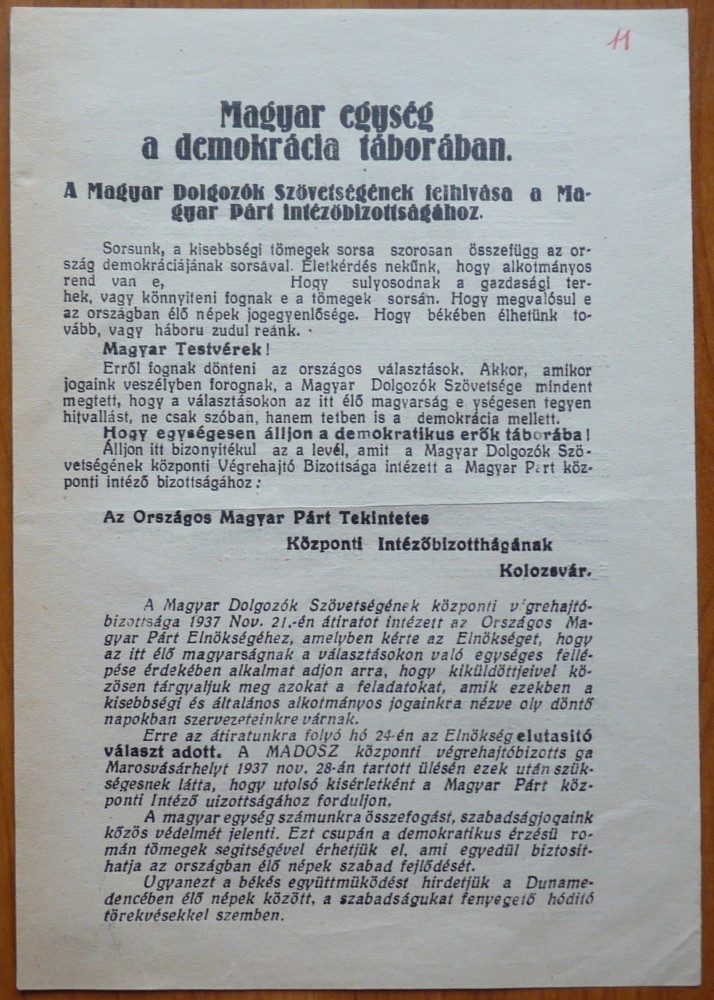 11
Magyar egység
a demokrácia táborában.
A Magyar Dolgozók Szövetségének felhivása a Ma-
gyar Párt Intézőbizottságához.
Sorsunk, a kisebbségi tömegek sorsa szorosan összefügg az or-
szág demokráciájának sorsával. Életkérdés nekünk, hogy alkotmányos
rend van e, Hogy sulyosodnak a gazdasági ter-
hek, vagy könnyiteni fognak e a tömegek sorsán. Hogy megvalósul e
az országban élő népek jogegyenlősége. Hogy békében élhetünk to-
vább, vagy háboru zudul reánk.
Magyar Testvérek!
Erről fognak dönteni az országos választások. Akkor, amikor
jogaink veszélyben forognak, a Magyar Dolgozók Szövetsége mindent
megtett, hogy a választásokon az itt élő magyarság e ységesen tegyen
hitvallást, ne csak szóban, hanem tetben is a demokrácia mellett.
Hogy egységesen álljon a demokratikus erők táborába!
Álljon itt bizonyitékul az a levél, amit a Magyar Dolgozók Szö-
vetségének központi Végrehajtó Bizottsága intézett a Magyar Párt köz-
ponti intéző bizottságához:
Az Országos Magyar Párt Tekintetes
Központi Intézőbizotthágának
Kolozsvár.
A Magyar Dolgozók Szövetségének központi végrehajtó-
bizottsága 1937 Nov. 21.-én átiratot intézett az Országos Ma-
gyar Párt Elnökségéhez, amelyben kérte az Elnökséget, hogy
az itt élő magyarságnak a választásokon való egységes fellé-
pése érdekében alkalmat adjon arra, hogy kiküldöttjeivel kö-
zösen tárgyaljuk meg azokat a feladatokat, amik ezekben a
kisebbségi és általános alkotmányos jogainkra nézve oly döntő
napokban szervezeteinkre várnak.
Erre az átiratunkra folyó hó 24-én az Elnökség elutasitó
választ adott. A MADOSZ központi végrehajtóbizotts ga
Marosvásárhelyt 1937 nov. 28-án tartott ülésén ezek után szük-
ségesnek látta, hogy utolsó kisérletként a Magyar Párt köz-
ponti Intéző uizottságához forduljon.
A magyar egység számunkra összefogást, szabadságjogaink
közös védelmét jelenti. Ezt csupán a demokratikus érzésü ro-
mán tömegek segitségével érhetjük el, ami egyedül biztosit-
hatja az országban élő népek szabad fejlődését.
Ugyanezt a békés együttmüködést hirdetjük a Duname-
dencében élő népek között, a szabadságukat fenyegető hóditó
törekvésekkel szemben.